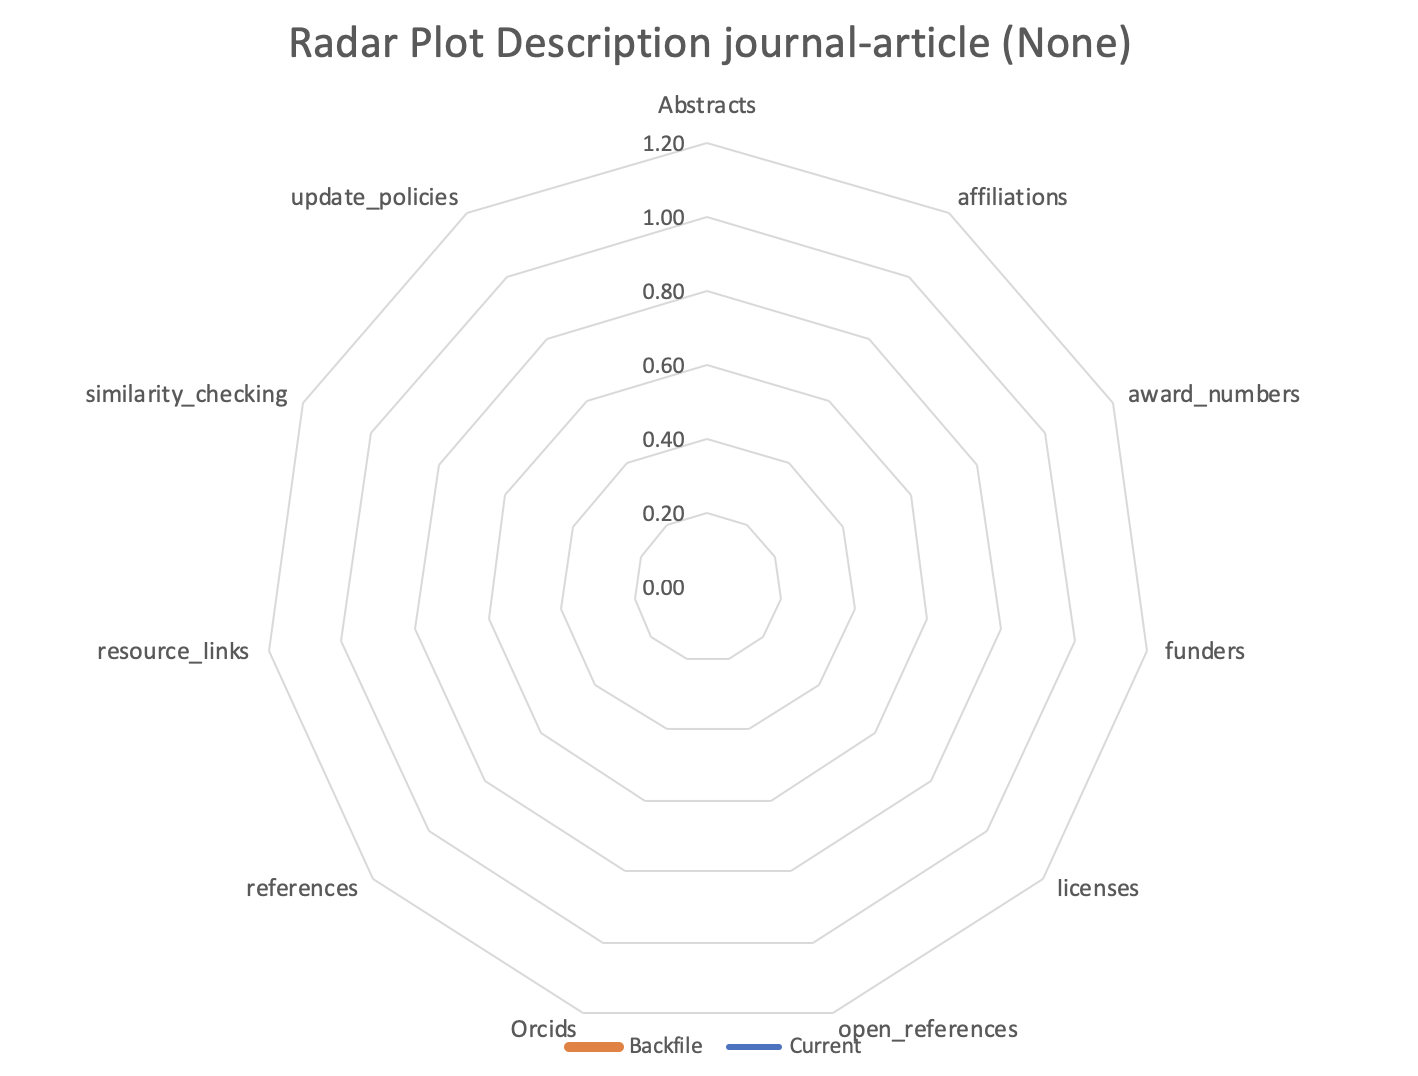 Radar Plot Description journal-article (None)
Abstracts
1.20
update_policies
affiliations
1.00
0.80
0.60
similarity_checking
award_numbers
0.40
0.20
0.00
resource_links
funders
references
licenses
Orcids
open_references
Backfile
Current